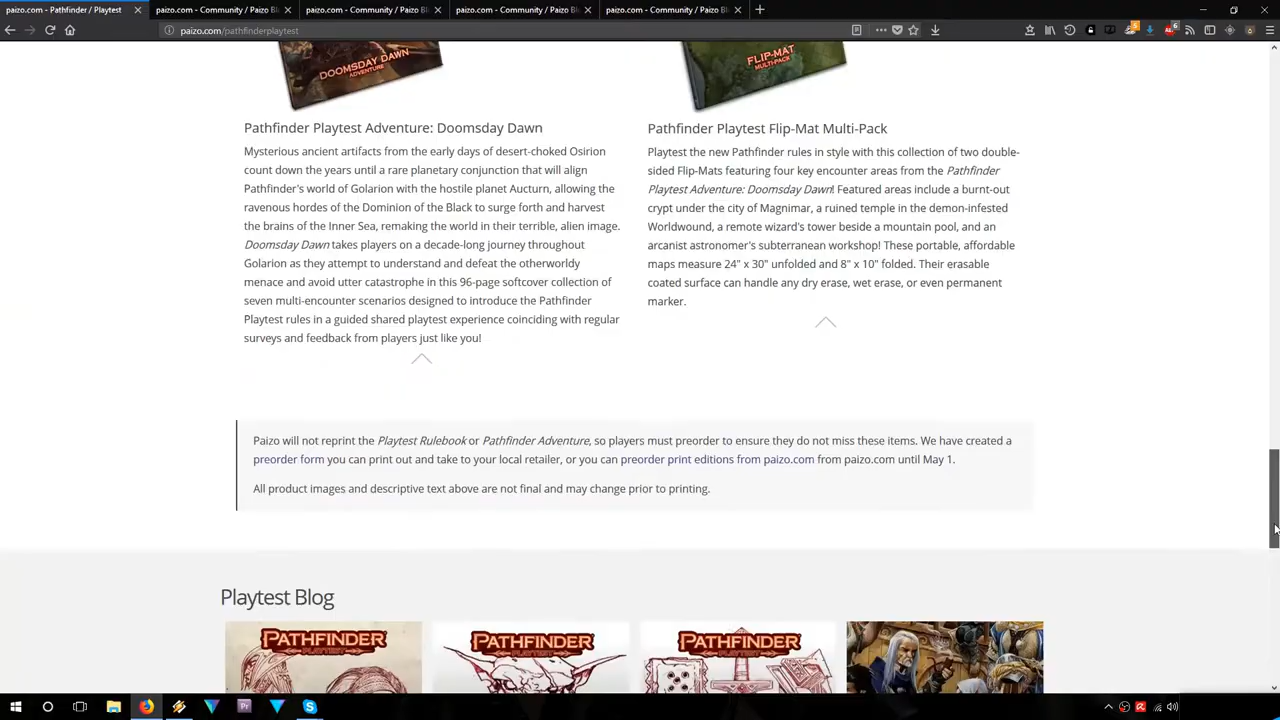 paizo.com - Pathfinder / Playtest
paizo.com - Community / Paizo Bl
paizo.com - Community / Paizo Bl
paizo.com - Community / Paizo Bl
paizo.com - Community / Paizo Bl
paizo.com/pathfinderplaytest
DOOMSDAY DAWN
ADVENTURE
FLIP-MAT
MULTI-PACK
Pathfinder Playtest Adventure: Doomsday Dawn
Mysterious ancient artifacts from the early days of desert-choked Osirion
count down the years until a rare planetary conjunction that will align
Pathfinder's world of Golarion with the hostile planet Aucturn, allowing the
ravenous hordes of the Dominion of the Black to surge forth and harvest
the brains of the Inner Sea, remaking the world in their terrible, alien image.
Doomsday Dawn takes players on a decade-long journey throughout
Golarion as they attempt to understand and defeat the otherworldly
menace and avoid utter catastrophe in this 96-page softcover collection of
seven multi-encounter scenarios designed to introduce the Pathfinder
Playtest rules in a guided shared playtest experience coinciding with regular
surveys and feedback from players just like you!
Pathfinder Playtest Flip-Mat Multi-Pack
Playtest the new Pathfinder rules in style with this collection of two double-
sided Flip-Mats featuring four key encounter areas from the Pathfinder
Playtest Adventure: Doomsday Dawn! Featured areas include a burnt-out
crypt under the city of Magnimar, a ruined temple in the demon-infested
Worldwound, a remote wizard's tower beside a mountain pool, and an
arcanist astronomer's subterranean workshop! These portable, affordable
maps measure 24" x 30" unfolded and 8" x 10" folded. Their erasable
coated surface can handle any dry erase, wet erase, or even permanent
marker.
Paizo will not reprint the Playtest Rulebook or Pathfinder Adventure, so players must preorder to ensure they do not miss these items. We have created a
preorder form you can print out and take to your local retailer, or you can preorder print editions from paizo.com from paizo.com until May 1.
All product images and descriptive text above are not final and may change prior to printing.
Playtest Blog
PATHFINDER
PLAYTEST
PATHFINDER
PLAYTEST
PATHFINDER
PLAYTEST